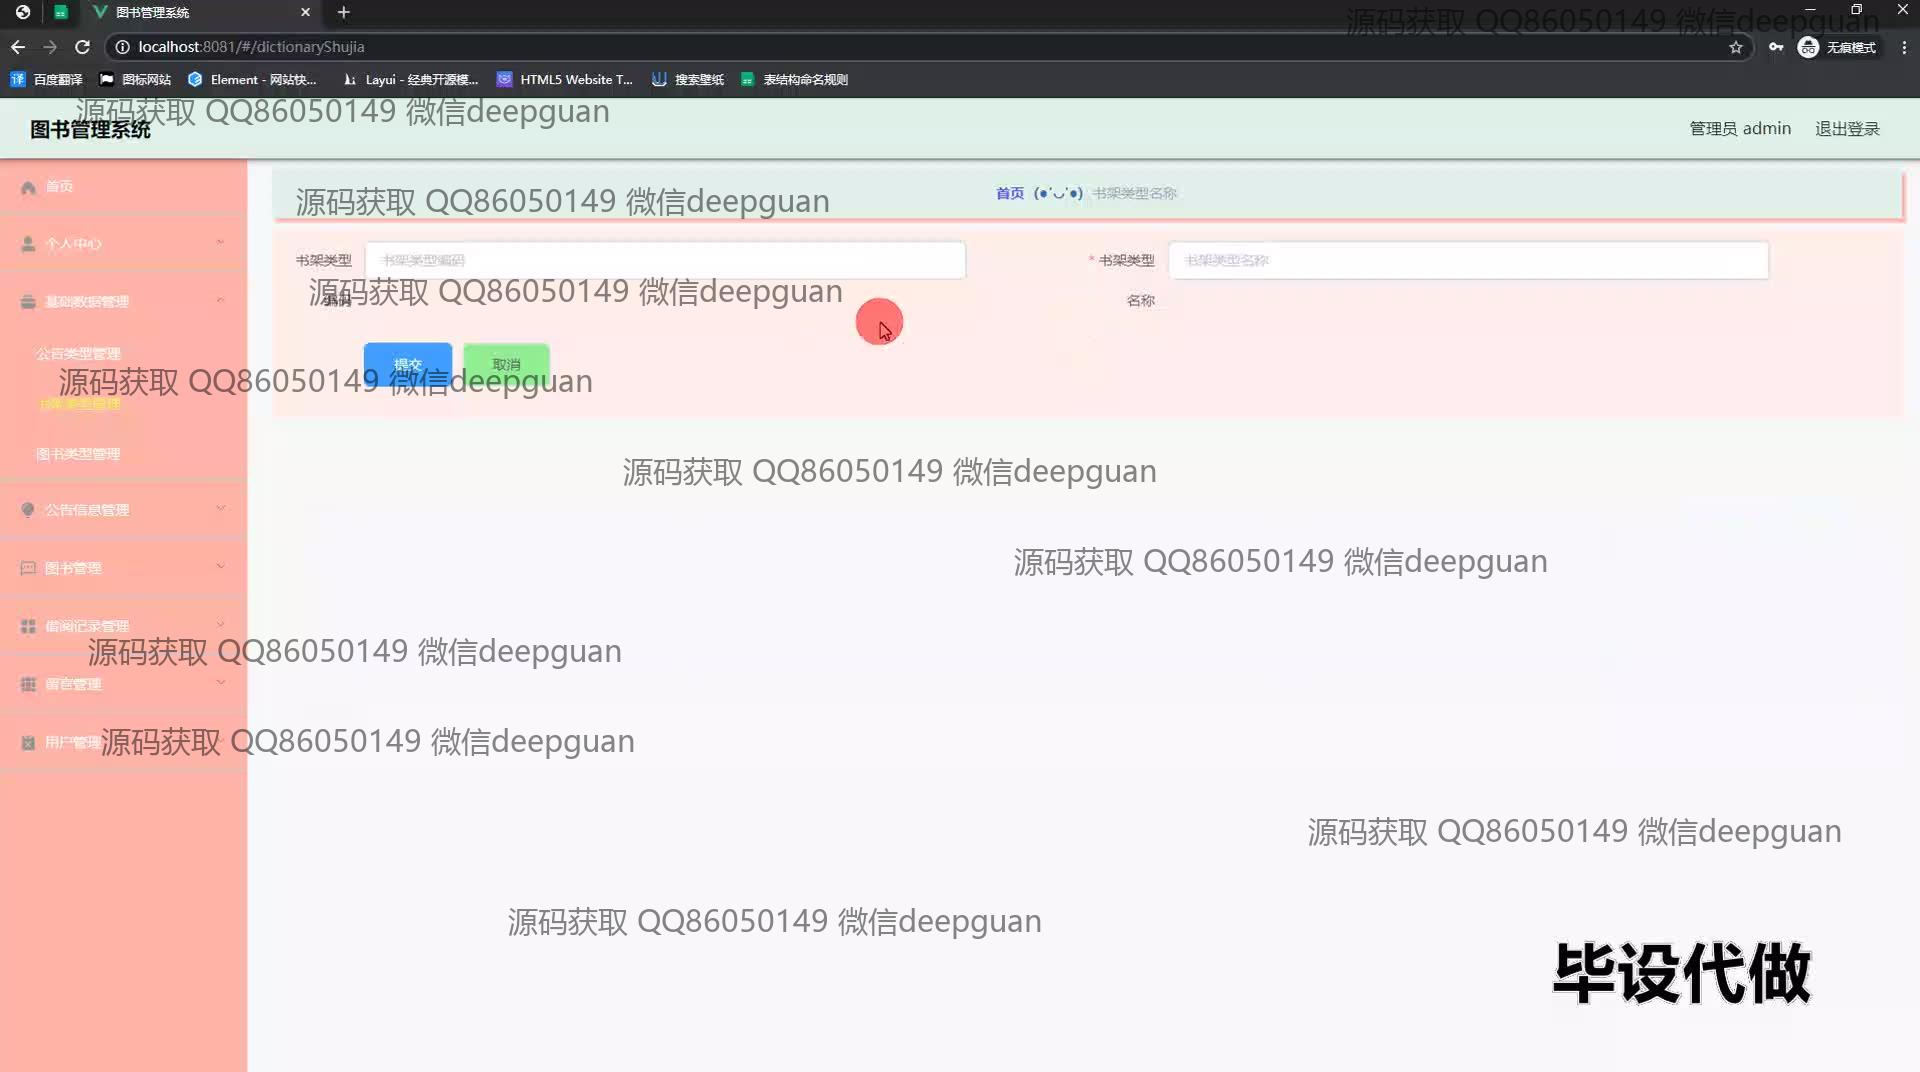 图书管理系统
源码获取 QQ86050149 微信deepguan
localhost:8081/#/dictionaryShujia
无痕模式
百度翻译
图标网站
Element - 网站快...
Layui - 经典开源模...
HTML5 Website T...
搜索壁纸
表结构命名规则
源码获取 QQ86050149 微信deepguan
图书管理系统
管理员 admin
退出登录
首页
源码获取 QQ86050149 微信deepguan
首页 (●'◡'●) 书架类型名称
个人中心
书架类型
编码
书架类型编码
* 书架类型
名称
书架类型名称
源码获取 QQ86050149 微信deepguan
基础数据管理
公告类型管理
提交
取消
源码获取 QQ86050149 微信deepguan
书架类型管理
图书类型管理
源码获取 QQ86050149 微信deepguan
公告信息管理
源码获取 QQ86050149 微信deepguan
图书管理
借阅记录管理
源码获取 QQ86050149 微信deepguan
留言管理
用户管理
源码获取 QQ86050149 微信deepguan
源码获取 QQ86050149 微信deepguan
源码获取 QQ86050149 微信deepguan
毕设代做